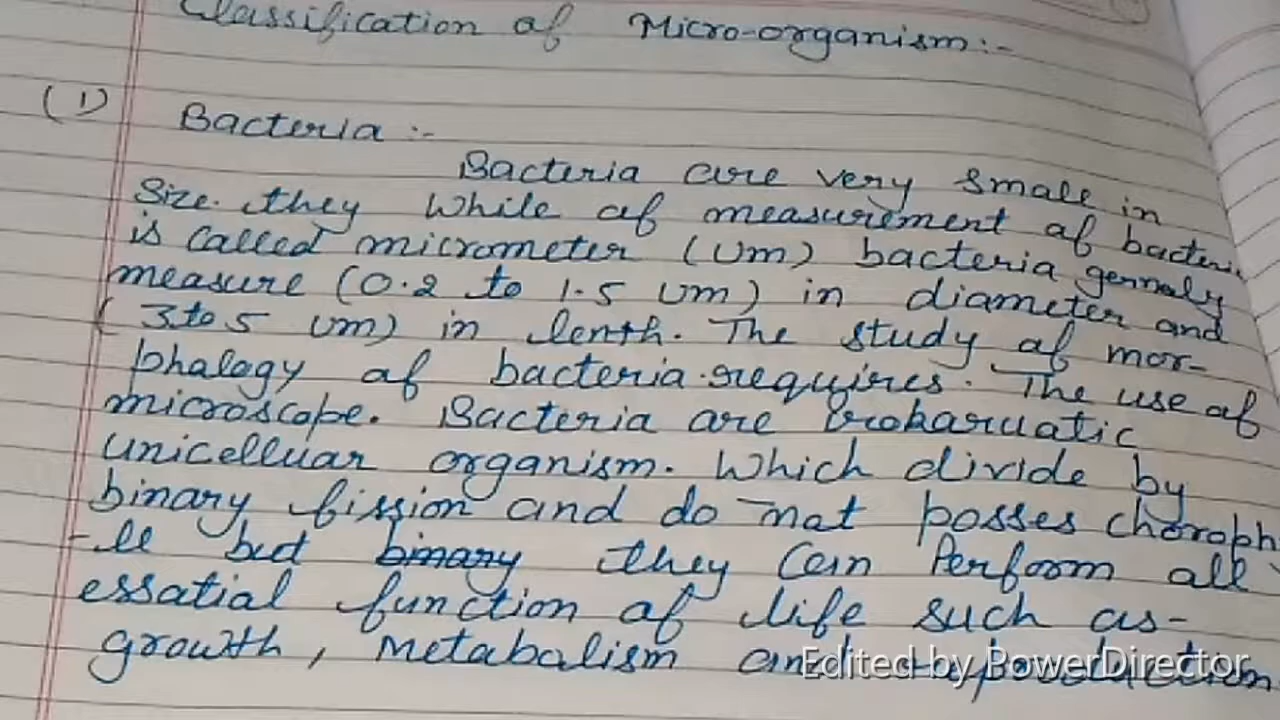 Classification of Micro-organism:-
(1) Bacteria :-
Bacteria are very small in
Size. they While of measurement of bacteri
is called micrometer (Um) bacteria gernaly
measure (0.2 to 1.5 Um) in diameter and
( 3 to 5 Um) in lenth. The study of mor-
phalogy of bacteria requires. The use of
microscope. Bacteria are Prokaruatic
unicelluar organism. Which divide by
binary fission and do not posses choroph
-ll but binary they Can Perform all
essatial function of life such as-
growth, Metabalism and reproduction
Edited by PowerDirector